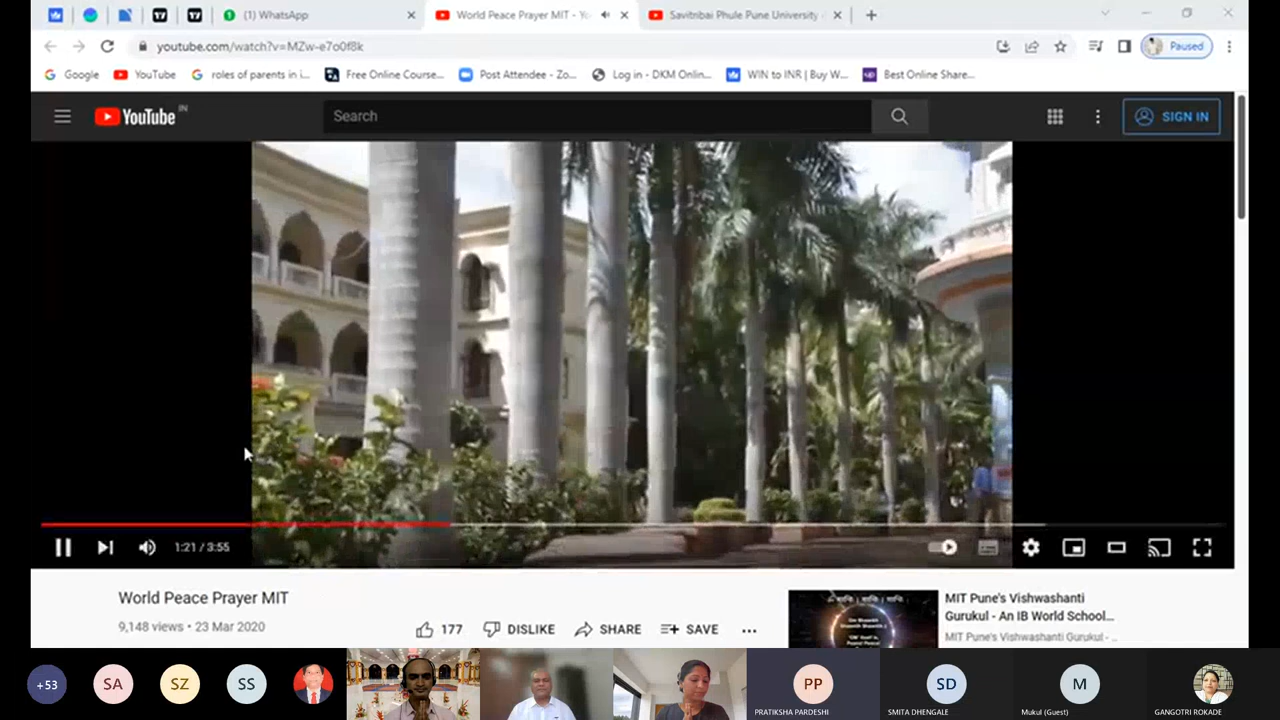 (1) WhatsApp
World Peace Prayer MIT - Yo
Savitribai Phule Pune University
youtube.com/watch?v=MZw-e7o0f8k
Paused
Google
YouTube
roles of parents in i...
Free Online Course...
Post Attendee - Zo...
Log in - DKM Onlin...
WIN to INR | Buy W...
Best Online Share...
YouTube IN
Search
SIGN IN
1:21 / 3:55
World Peace Prayer MIT
9,148 views • 23 Mar 2020
177
DISLIKE
SHARE
SAVE
MIT Pune's Vishwashanti
Gurukul - An IB World School...
MIT Pune's Vishwashanti Gurukul - ..
+53
SA
SZ
SS
PP
PRATIKSHA PARDESHI
SD
SMITA DHENGALE
M
Mukul (Guest)
GANGOTRI ROKADE